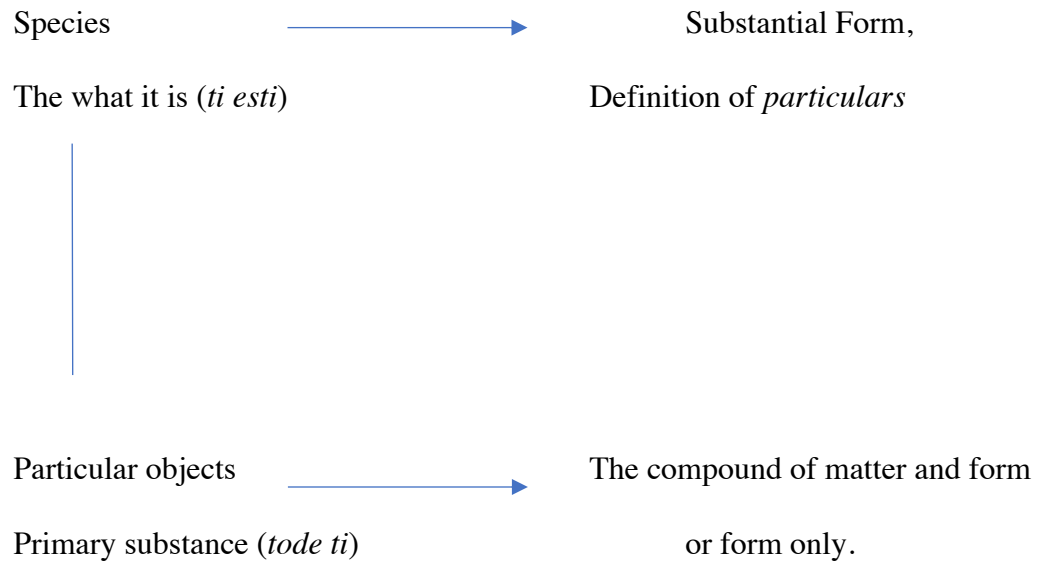 Species
Substantial Form,
The what it is (ti esti)
Definition of particulars
Particular objects
The compound of matter and form
Primary substance (tode ti)
or form only.